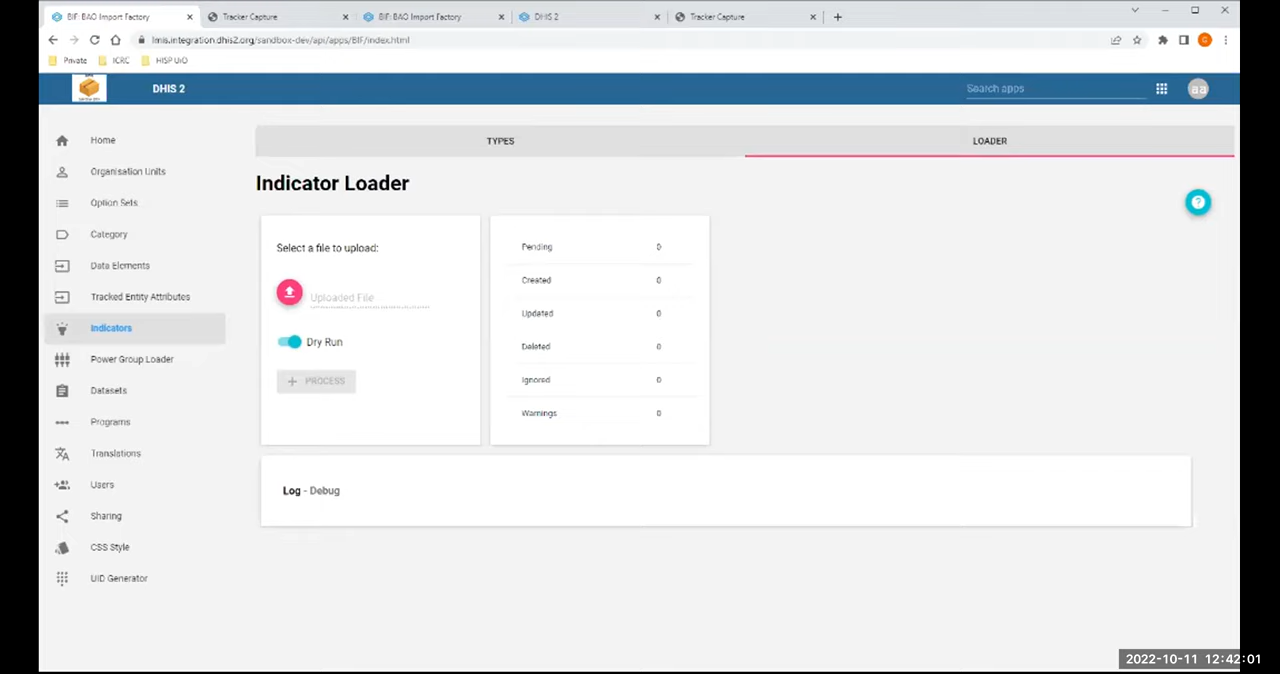 BIF: BAO Import Factory
Tracker Capture
BIF: BAO Import Factory
DHIS 2
Tracker Capture
lmis.integration.dhis2.org/sandbox-dev/api/apps/BIF/index.html
Private
ICRC
HISP UiO
DHIS 2
Search apps
aa
Home
Organisation Units
Option Sets
Category
Data Elements
Tracked Entity Attributes
Indicators
Power Group Loader
Datasets
Programs
Translations
Users
Sharing
CSS Style
UID Generator
TYPES
LOADER
Indicator Loader
Select a file to upload:
Uploaded File
Dry Run
PROCESS
Pending 0
Created 0
Updated 0
Deleted 0
Ignored 0
Warnings 0
Log - Debug
2022-10-11 12:42:01